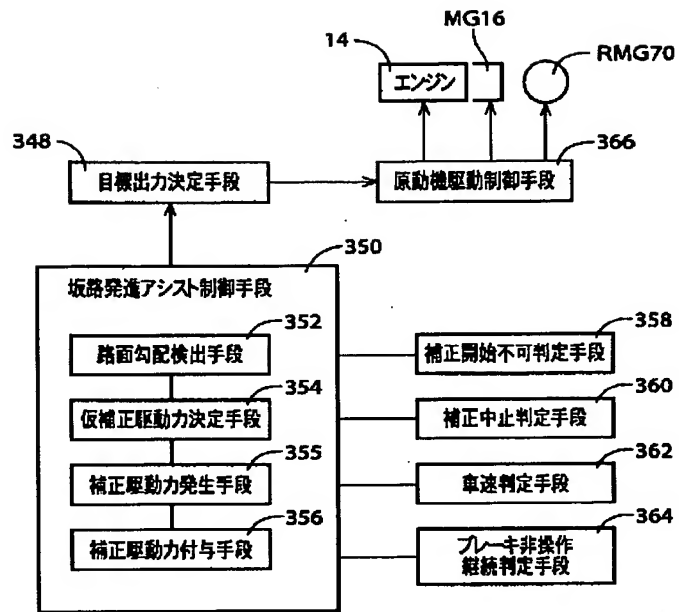 14
MG16
RMG70
エンジン
348
366
目標出力決定手段
原動機駆動制御手段
350
坂路発進アシスト制御手段
352
路面勾配検出手段
354
仮補正駆動力決定手段
355
補正駆動力発生手段
356
補正駆動力付与手段
358
補正開始不可判定手段
360
補正中止判定手段
362
車速判定手段
364
ブレーキ非操作
継続判定手段